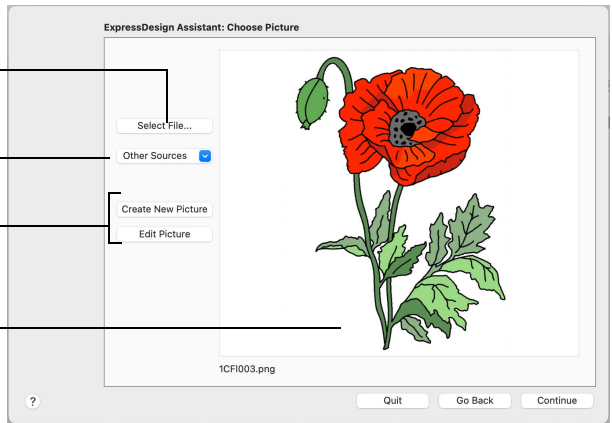 ExpressDesign Assistant: Choose Picture
Select File...
Other Sources
Create New Picture
Edit Picture
1CFI003.png
?
Quit
Go Back
Continue